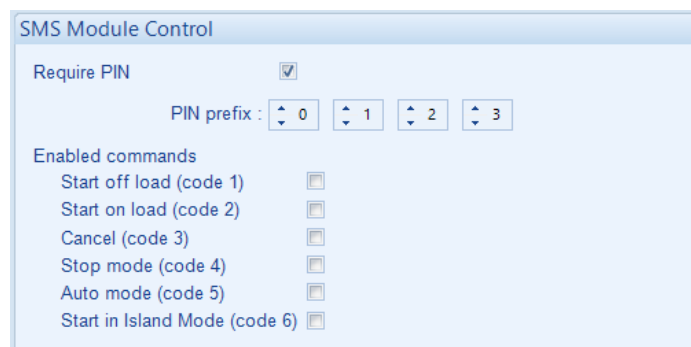 SMS Module Control
Require PIN
PIN prefix : 0 1 2 3
Enabled commands
Start off load (code 1)
Start on load (code 2)
Cancel (code 3)
Stop mode (code 4)
Auto mode (code 5)
Start in Island Mode (code 6)